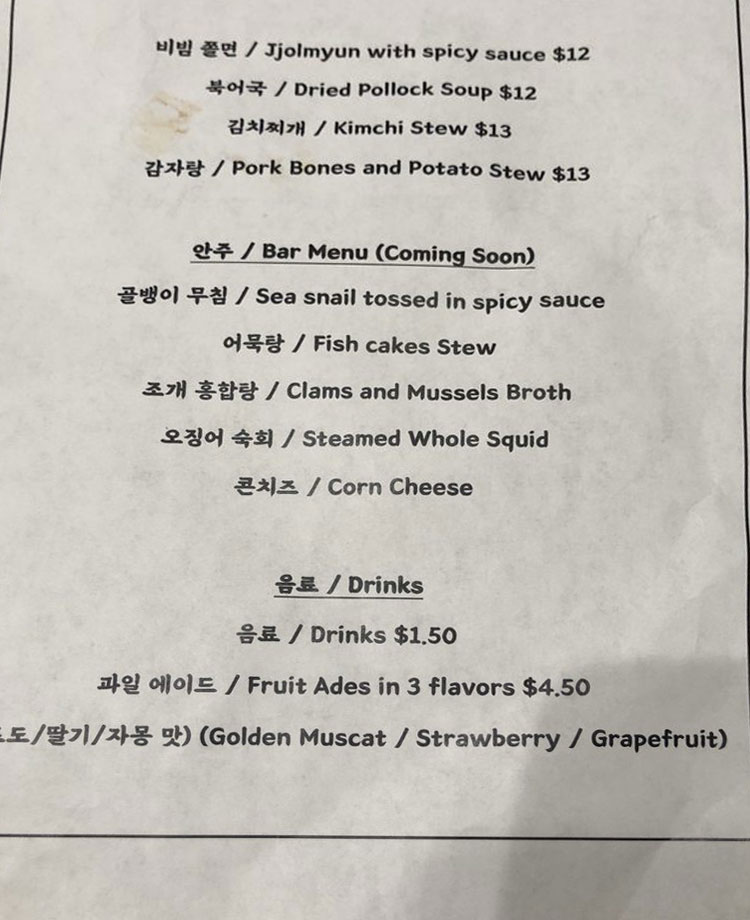 비빔 쫄면 / Jjolmyun with spicy sauce $12
북어국 / Dried Pollock Soup $12
김치찌개 / Kimchi Stew $13
감자탕 / Pork Bones and Potato Stew $13
안주 / Bar Menu (Coming Soon)
골뱅이 무침 / Sea snail tossed in spicy sauce
어묵탕 / Fish cakes Stew
조개 홍합탕 / Clams and Mussels Broth
오징어 숙회 / Steamed Whole Squid
콘치즈 / Corn Cheese
음료 / Drinks
음료 / Drinks $1.50
파일 에이드 / Fruit Ades in 3 flavors $4.50
도/딸기/자몽 맛) (Golden Muscat / Strawberry / Grapefruit)